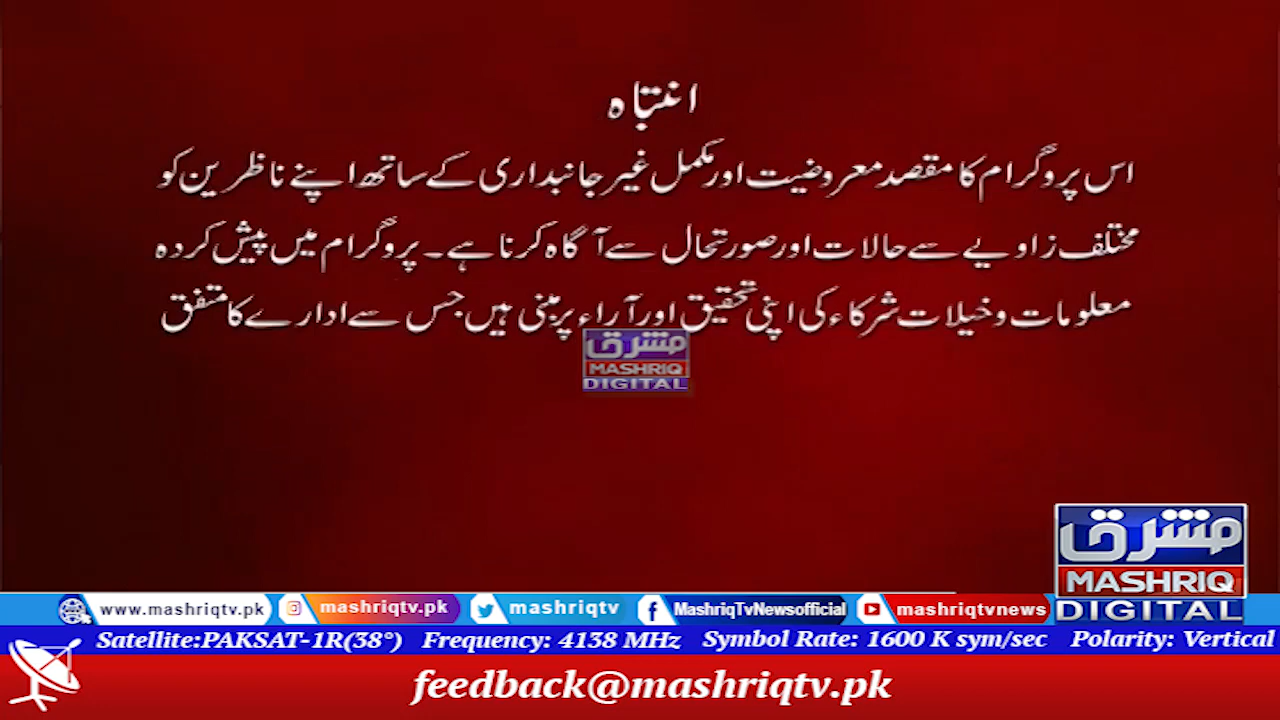 انتباہ
اس پروگرام کا مقصد معروضیت اور مکمل غیر جانبداری کے ساتھ اپنے ناظرین کو
مختلف زاویے سے حالات اور صورتحال سے آگاہ کرنا ہے۔ پروگرام میں پیش کردہ
معلومات و خیلات شرکاء کی اپنی تحقیق اور آراء پر مبنی ہیں جس سے ادارے کا متفق
مشرق
MASHRIQ
DIGITAL
مشرق
MASHRIQ
DIGITAL
www.mashriqtv.pk mashriqtv.pk mashriqtv MashriqTvNewsofficial mashriqtvnews
Satellite:PAKSAT-1R(38°) Frequency: 4138 MHz Symbol Rate: 1600 K sym/sec Polarity: Vertical
feedback@mashriqtv.pk